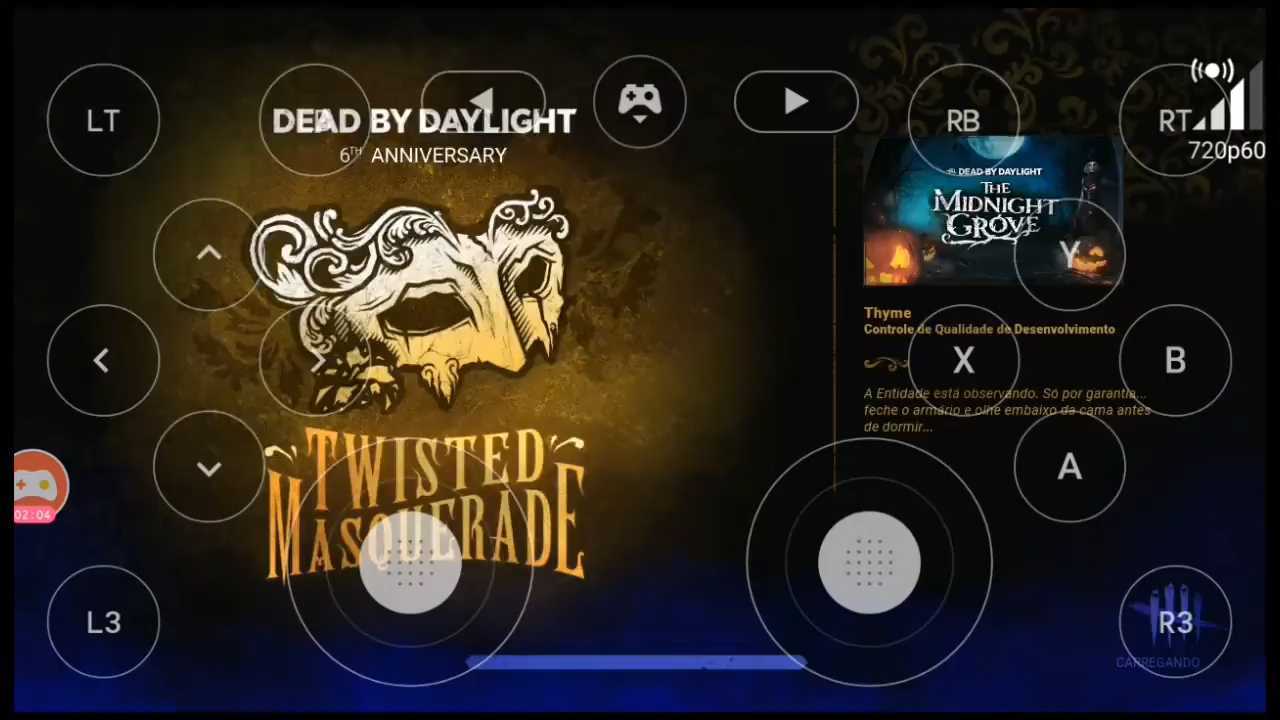 LT
RB
RT
720p60
DEAD BY DAYLIGHT
6TH ANNIVERSARY
DEAD BY DAYLIGHT
THE
MIDNIGHT
GROVE
Y
Thyme
Controle de Qualidade de Desenvolvimento
X
B
A Entidade está observando. Só por garantia...
feche o armário e olhe embaixo da cama antes
de dormir...
TWISTED
MASQUERADE
A
02:04
L3
R3
CARREGANDO